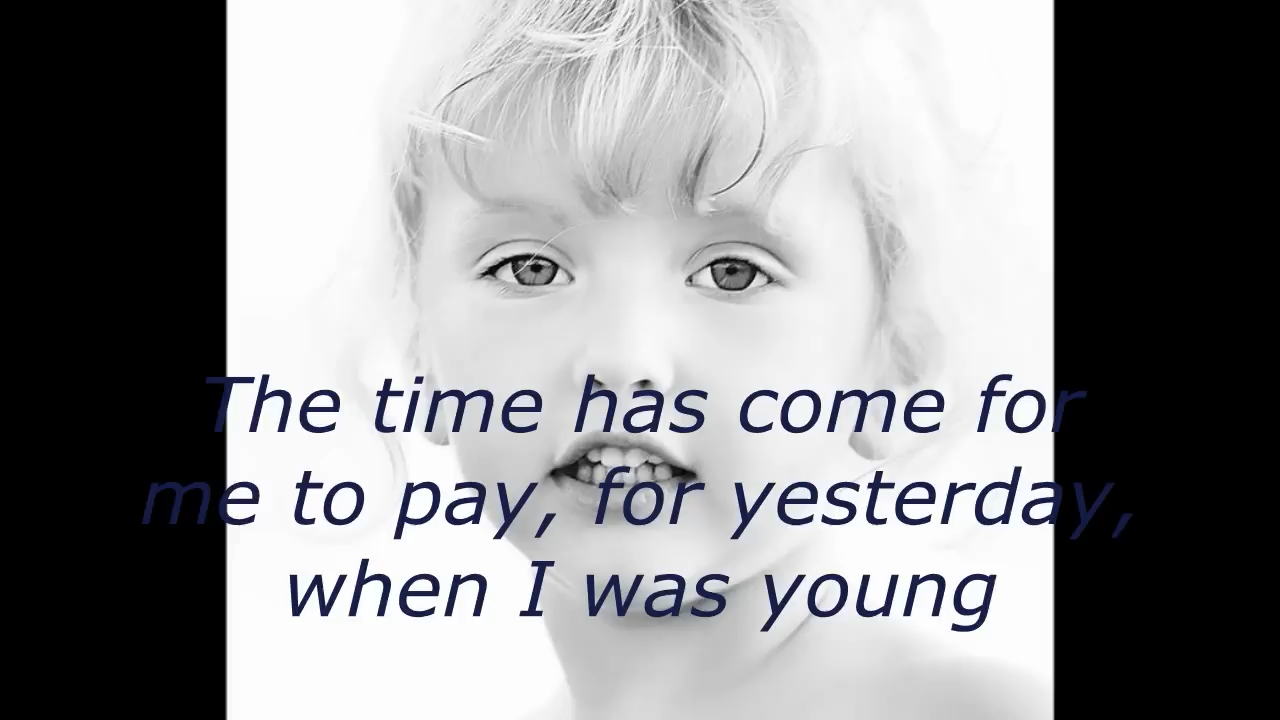 The time has come for
me to pay, for yesterday,
when I was young